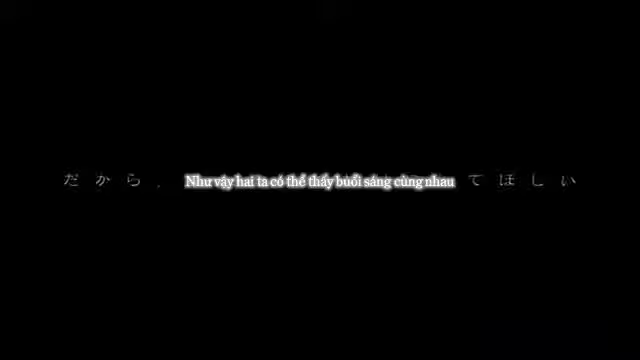 だから、
Như vậy hai ta có thể thấy buổi sáng cùng nhau
てほしい